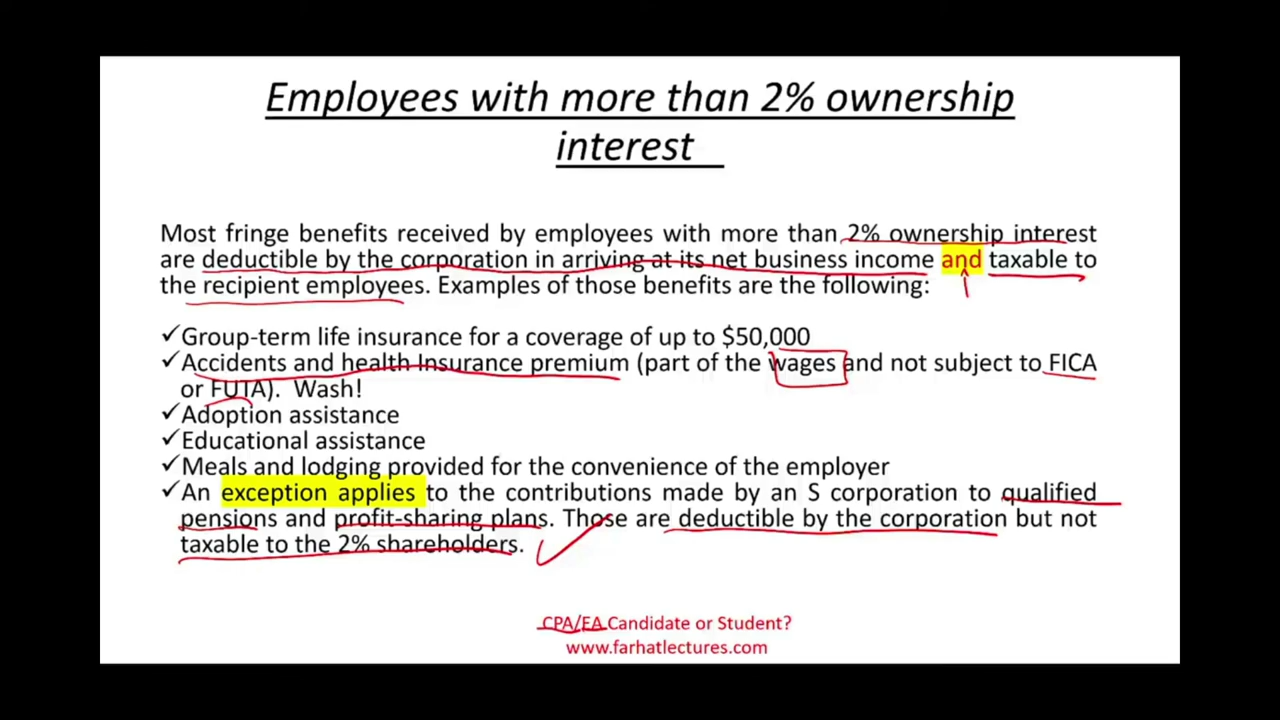 Employees with more than 2% ownership
interest
Most fringe benefits received by employees with more than 2% ownership interest
are deductible by the corporation in arriving at its net business income and taxable to
the recipient employees. Examples of those benefits are the following:
✓Group-term life insurance for a coverage of up to $50,000
✓Accidents and health Insurance premium (part of the wages and not subject to FICA
or FUTA). Wash!
✓Adoption assistance
✓Educational assistance
✓Meals and lodging provided for the convenience of the employer
✓An exception applies to the contributions made by an S corporation to qualified
pensions and profit-sharing plans. Those are deductible by the corporation but not
taxable to the 2% shareholders.
CPA/EA Candidate or Student?
www.farhatlectures.com